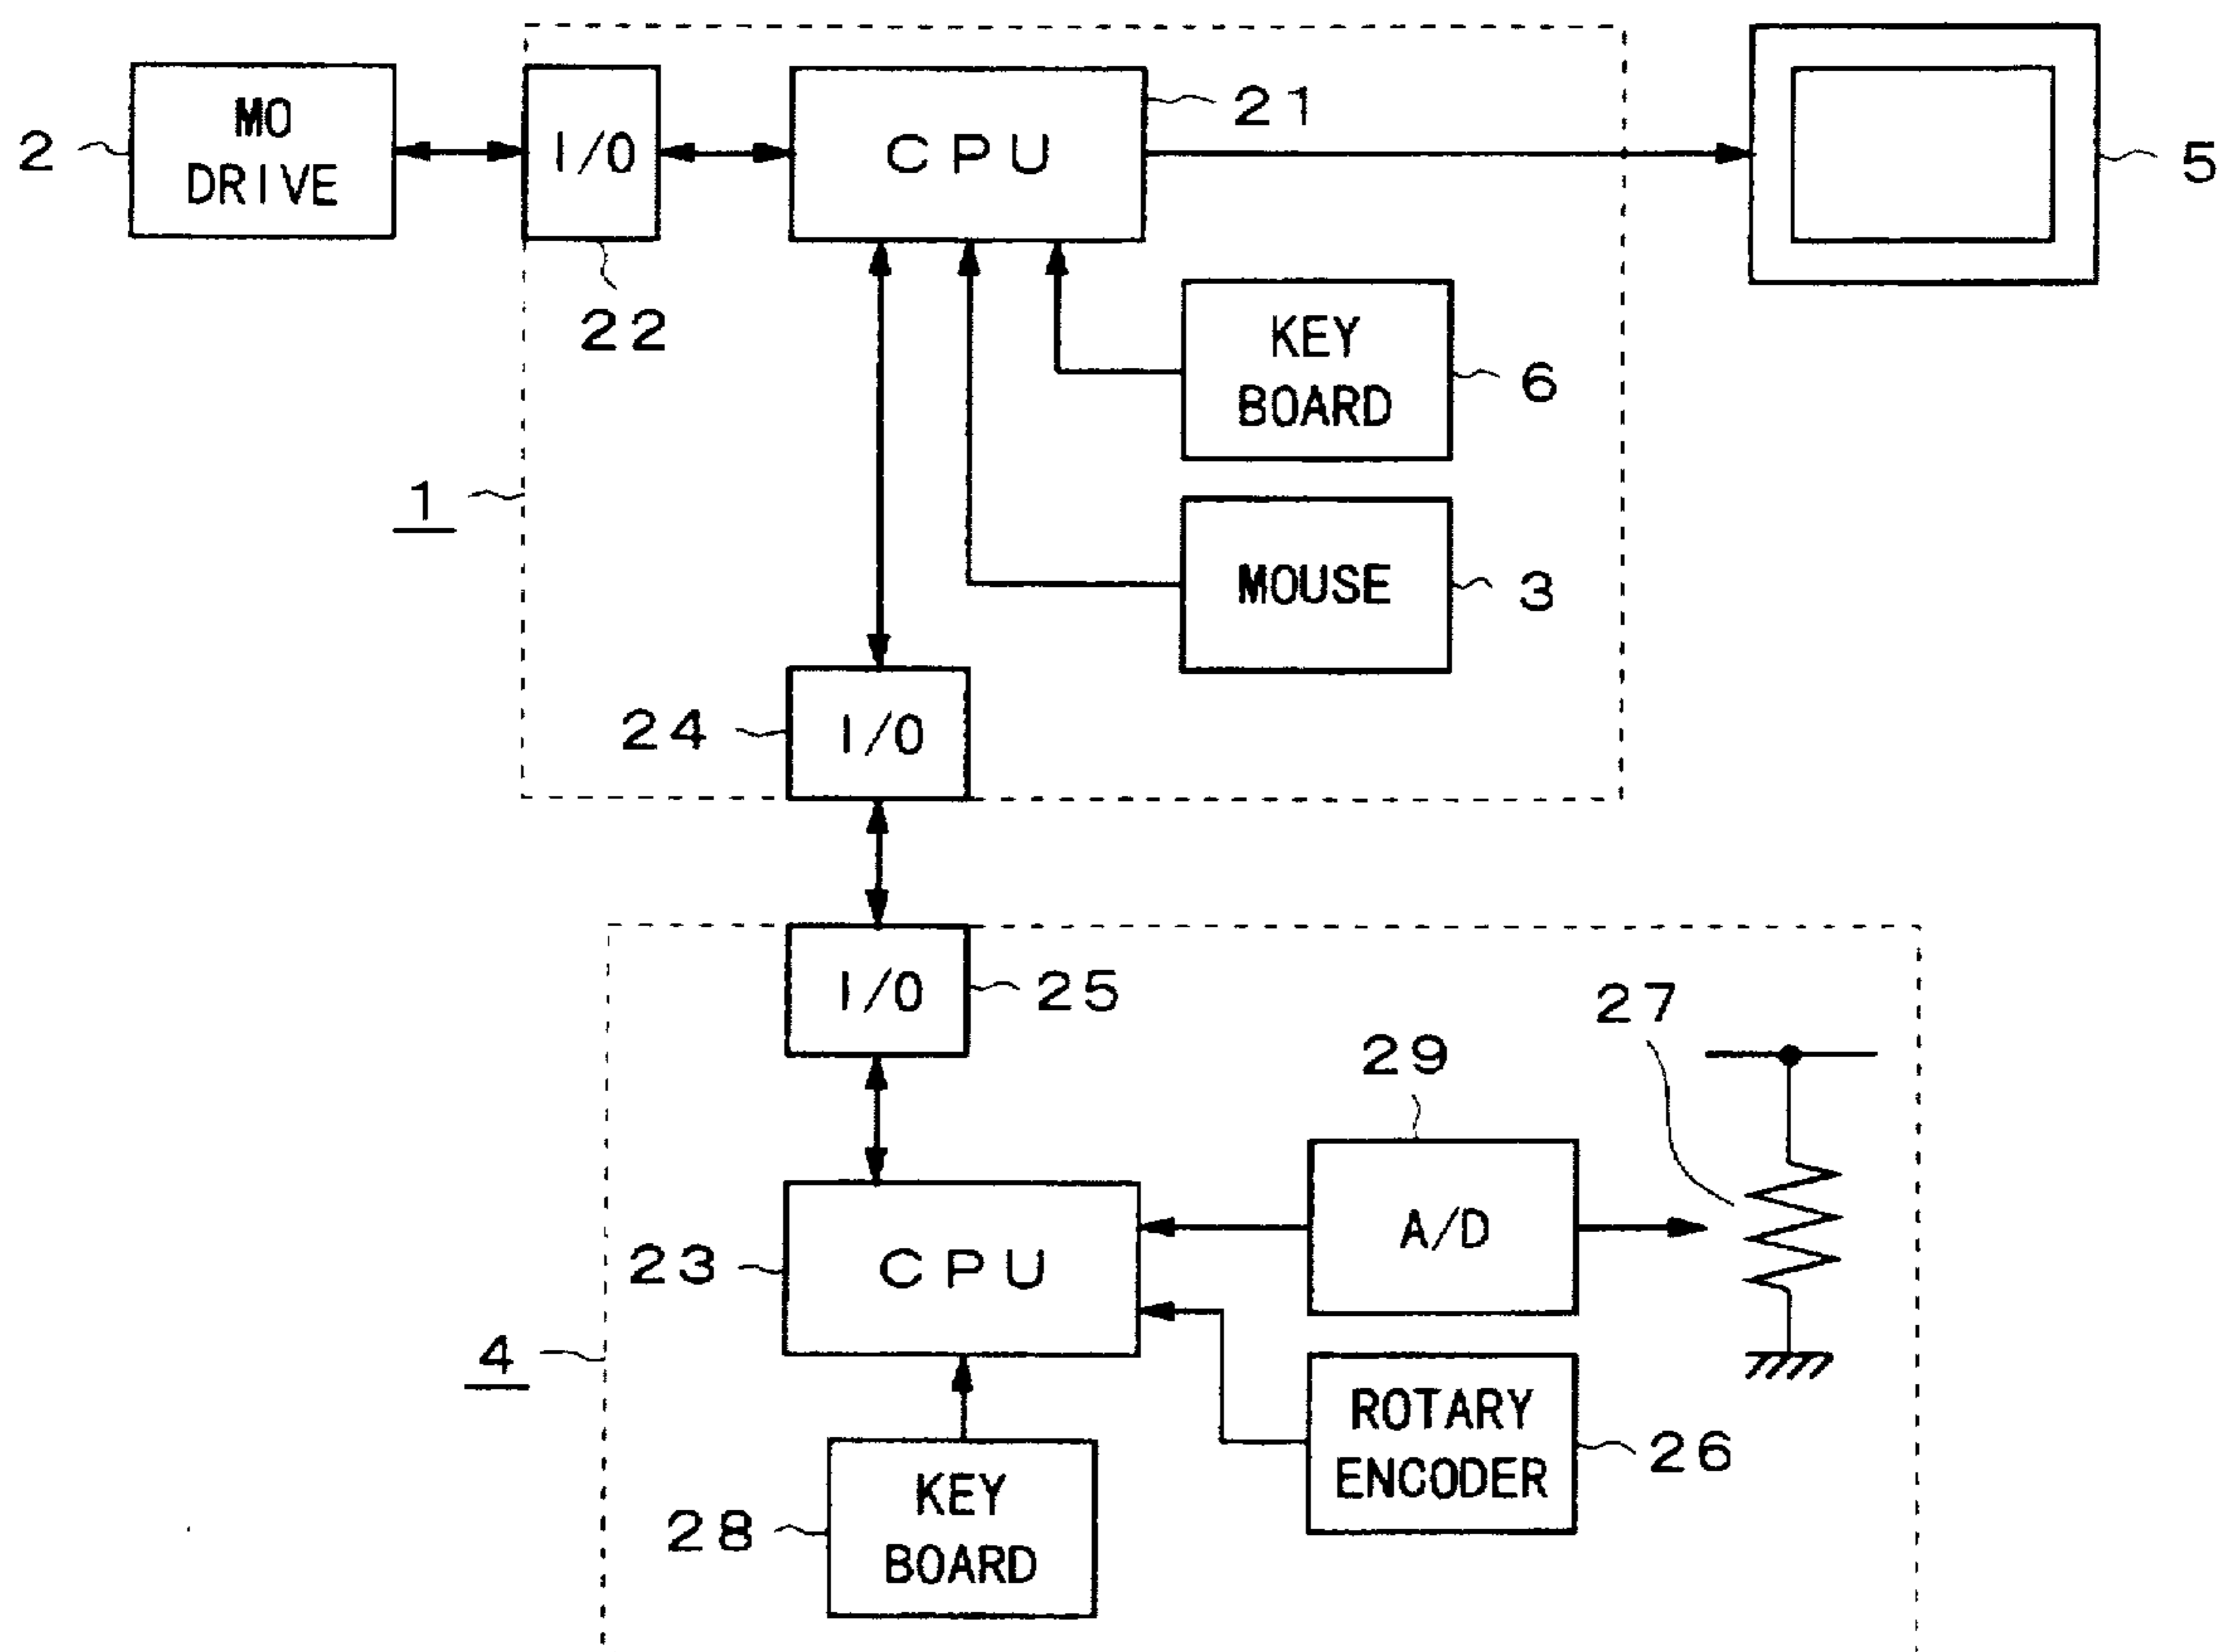 MO
DRIVE
2
I/O
22
CPU
21
5
KEY
BOARD
6
MOUSE
3
1
24
I/O
I/O
25
27
29
A/D
23
CPU
4
ROTARY
ENCODER
26
28
KEY
BOARD